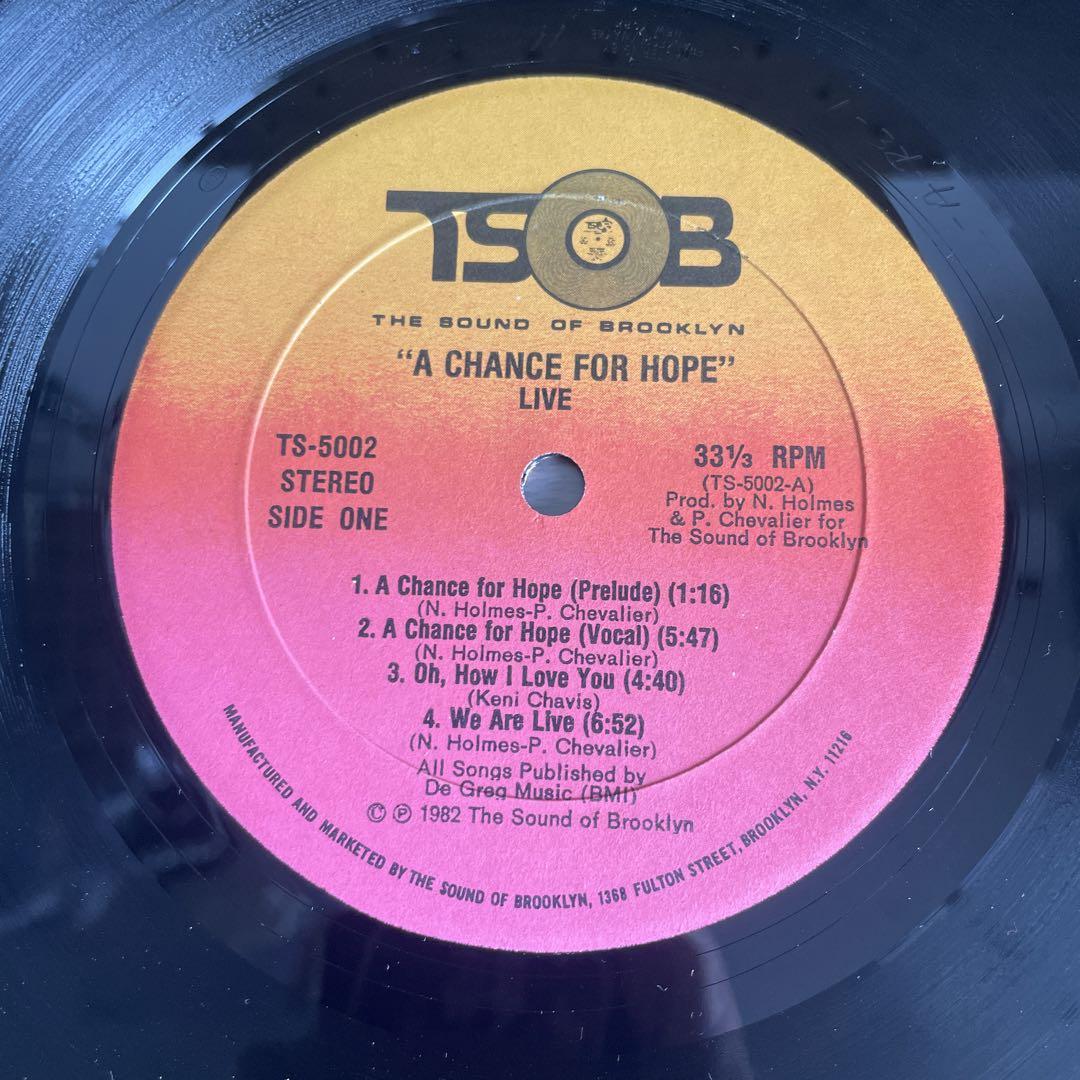 TSOB
THE SOUND OF BROOKLYN
"A CHANCE FOR HOPE"
LIVE
TS-5002
STEREO
SIDE ONE
33⅓ RPM
(TS-5002-A)
Prod. by N. Holmes
& P. Chevalier for
The Sound of Brooklyn
1. A Chance for Hope (Prelude) (1:16)
(N. Holmes-P. Chevalier)
2. A Chance for Hope (Vocal) (5:47)
(N. Holmes-P. Chevalier)
3. Oh, How I Love You (4:40)
(Keni Chavis)
4. We Are Live (6:52)
(N. Holmes-P. Chevalier)
All Songs Published by
De Greg Music (BMI)
© ℗ 1982 The Sound of Brooklyn
MANUFACTURED AND MARKETED BY THE SOUND OF BROOKLYN, 1368 FULTON STREET, BROOKLYN, N.Y. 11216